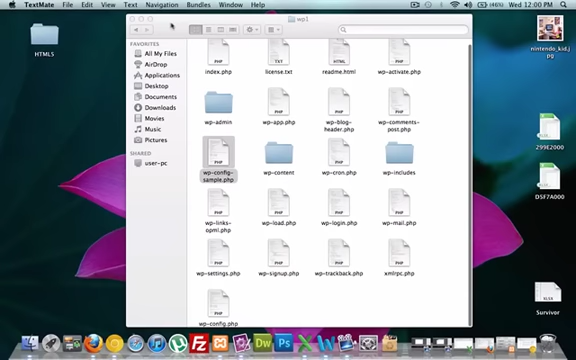 TextMate File Edit View Text Navigation Bundles Window Help
(46%) Wed 12:00 PM
wp1
HTML5
nintendo_kid.j
pg
299E2000
D5F7A000
Survivor
FAVORITES
All My Files
AirDrop
Applications
Desktop
Documents
Downloads
Movies
Music
Pictures
SHARED
user-pc
index.php
license.txt
readme.html
wp-activate.php
wp-admin
wp-app.php
wp-blog-
header.php
wp-comments-
post.php
wp-config-
sample.php
wp-content
wp-cron.php
wp-includes
wp-links-
opml.php
wp-load.php
wp-login.php
wp-mail.php
wp-settings.php
wp-signup.php
wp-trackback.php
xmlrpc.php
wp-config.php